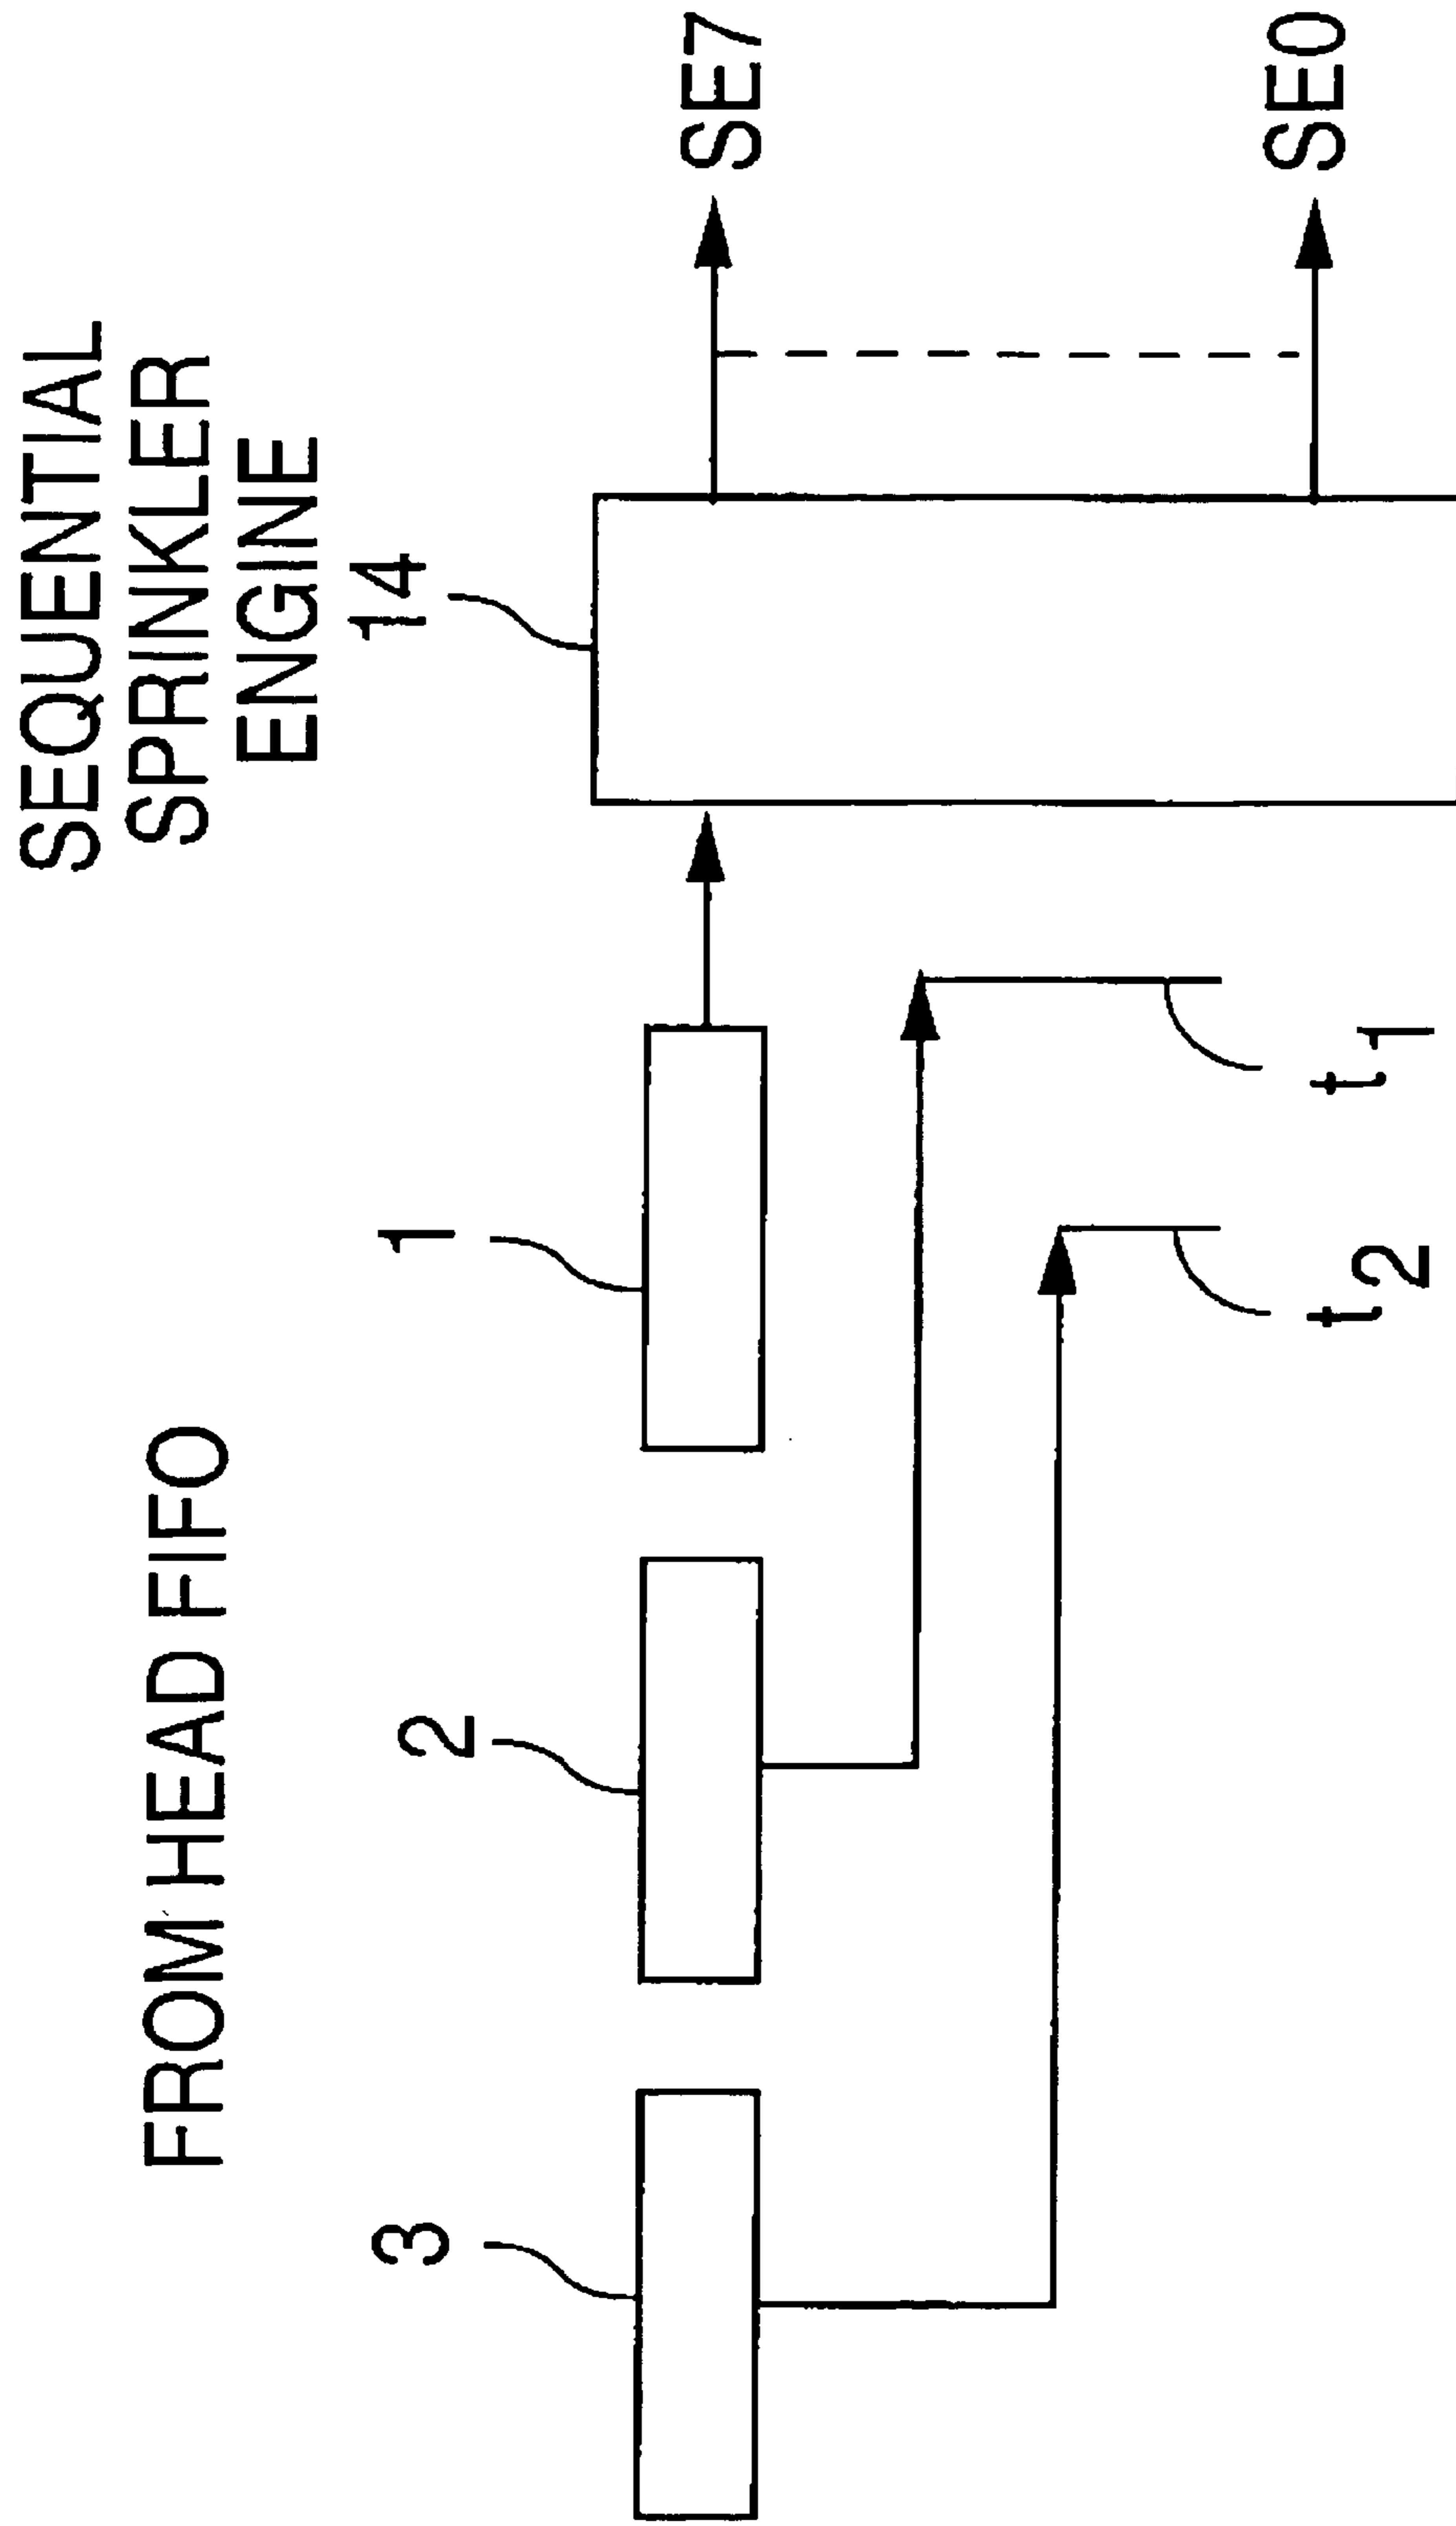 SEQUENTIAL
SPRINKLER
ENGINE
14
FROM HEAD FIFO
3
2
1
SE7
SE0
t2
t1